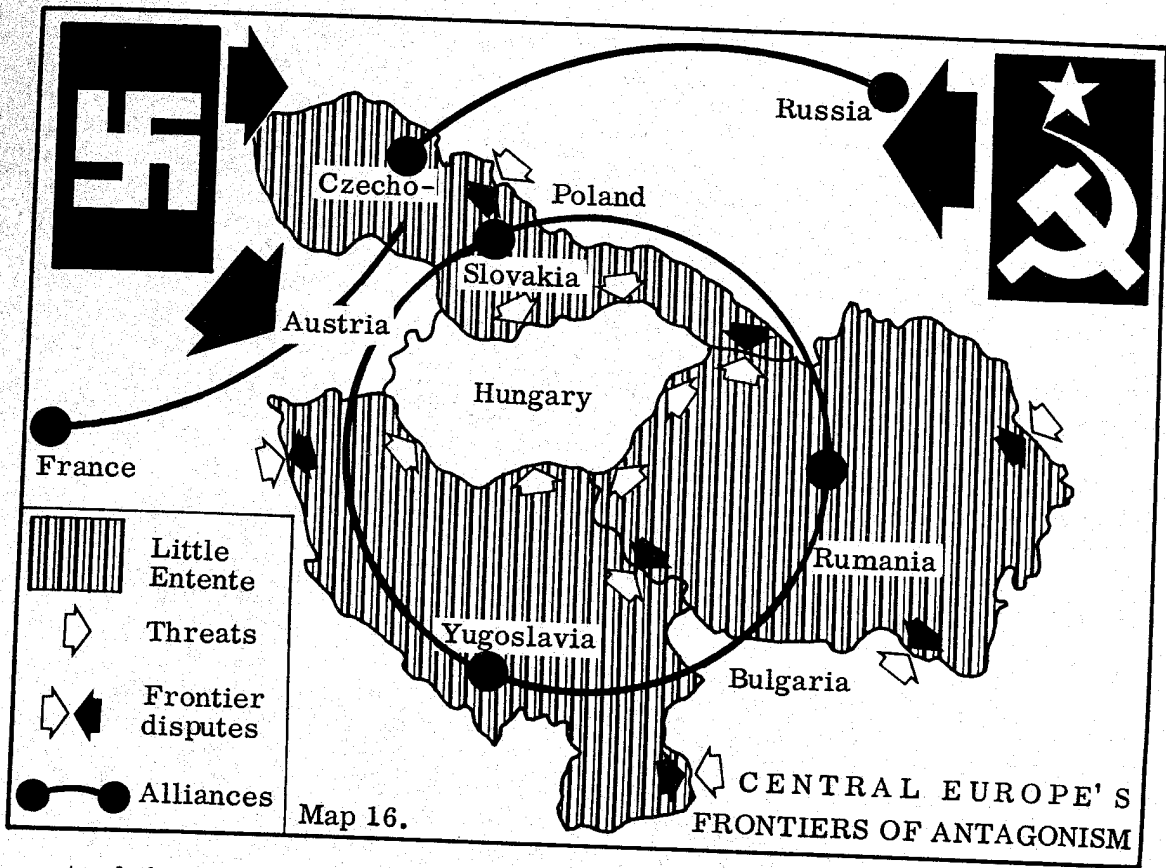 Russia
Czecho-
Poland
Slovakia
Austria
Hungary
France
Rumania
Yugoslavia
Bulgaria
Little
Entente
Threats
Frontier
disputes
Alliances
Map 16.
CENTRAL EUROPE'S
FRONTIERS OF ANTAGONISM